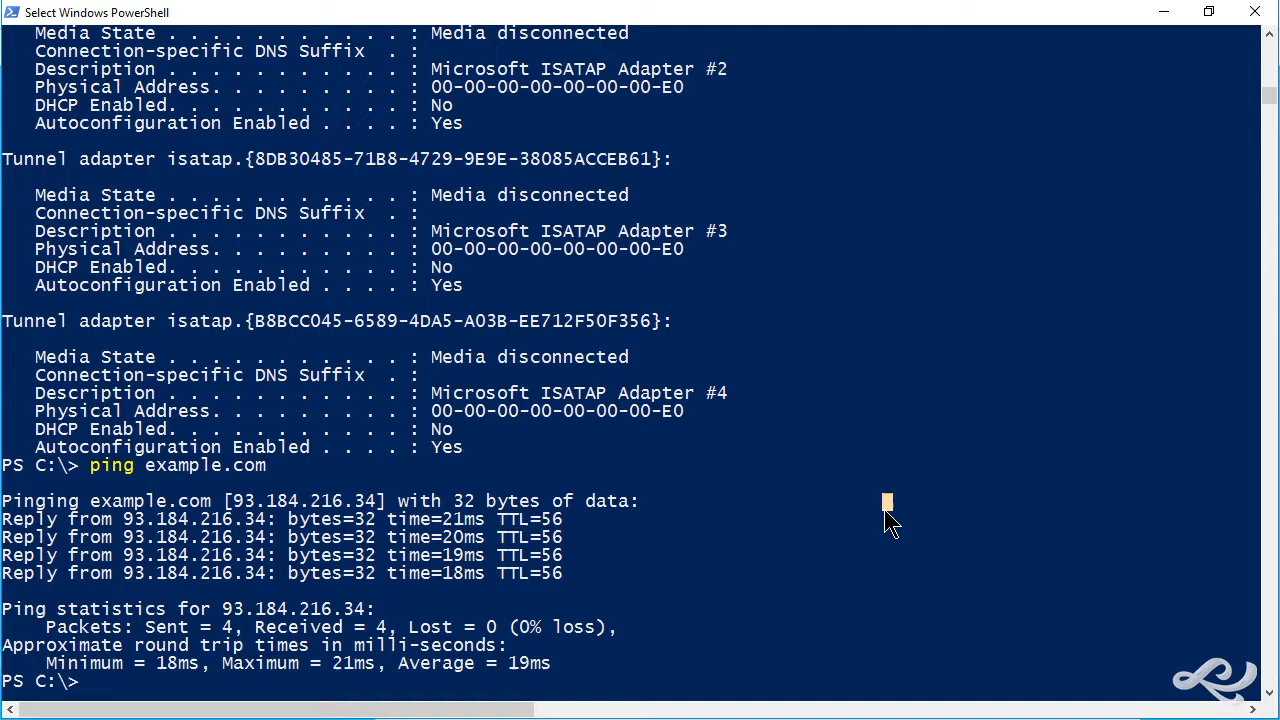 Select Windows PowerShell
Media State . . . . . . . . . . . : Media disconnected
Connection-specific DNS Suffix  . :
Description . . . . . . . . . . . : Microsoft ISATAP Adapter #2
Physical Address. . . . . . . . . : 00-00-00-00-00-00-00-E0
DHCP Enabled. . . . . . . . . . . : No
Autoconfiguration Enabled . . . . : Yes
Tunnel adapter isatap.{8DB30485-71B8-4729-9E9E-38085ACCEB61}:
Media State . . . . . . . . . . . : Media disconnected
Connection-specific DNS Suffix  . :
Description . . . . . . . . . . . : Microsoft ISATAP Adapter #3
Physical Address. . . . . . . . . : 00-00-00-00-00-00-00-E0
DHCP Enabled. . . . . . . . . . . : No
Autoconfiguration Enabled . . . . : Yes
Tunnel adapter isatap.{B8BCC045-6589-4DA5-A03B-EE712F50F356}:
Media State . . . . . . . . . . . : Media disconnected
Connection-specific DNS Suffix  . :
Description . . . . . . . . . . . : Microsoft ISATAP Adapter #4
Physical Address. . . . . . . . . : 00-00-00-00-00-00-00-E0
DHCP Enabled. . . . . . . . . . . : No
Autoconfiguration Enabled . . . . : Yes
PS C:\> ping example.com
Pinging example.com [93.184.216.34] with 32 bytes of data:
Reply from 93.184.216.34: bytes=32 time=21ms TTL=56
Reply from 93.184.216.34: bytes=32 time=20ms TTL=56
Reply from 93.184.216.34: bytes=32 time=19ms TTL=56
Reply from 93.184.216.34: bytes=32 time=18ms TTL=56
Ping statistics for 93.184.216.34:
Packets: Sent = 4, Received = 4, Lost = 0 (0% loss),
Approximate round trip times in milli-seconds:
Minimum = 18ms, Maximum = 21ms, Average = 19ms
PS C:\>